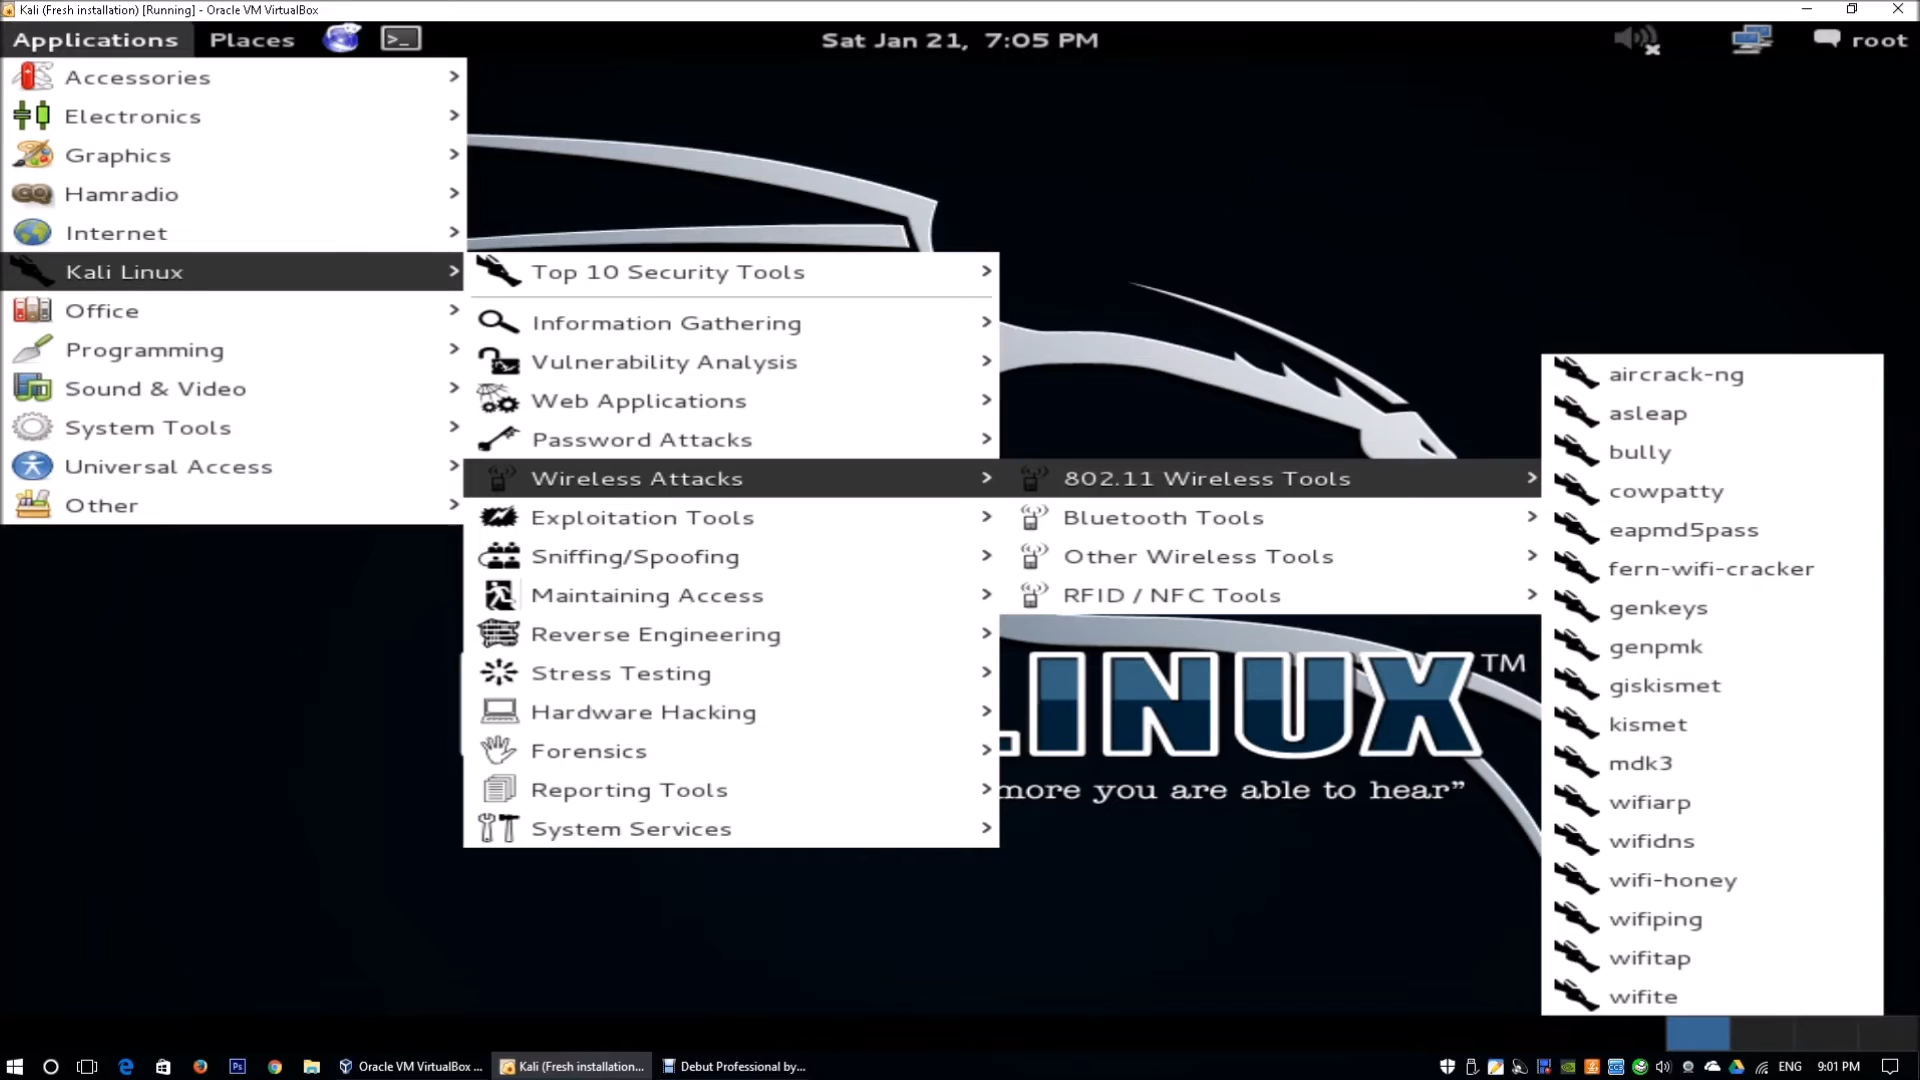 Kali (Fresh installation) [Running] - Oracle VM VirtualBox
Applications Places Sat Jan 21, 7:05 PM root
Accessories
Electronics
Graphics
Hamradio
Internet
Kali Linux
Office
Programming
Sound & Video
System Tools
Universal Access
Other
Top 10 Security Tools
Information Gathering
Vulnerability Analysis
Web Applications
Password Attacks
Wireless Attacks
Exploitation Tools
Sniffing/Spoofing
Maintaining Access
Reverse Engineering
Stress Testing
Hardware Hacking
Forensics
Reporting Tools
System Services
802.11 Wireless Tools
Bluetooth Tools
Other Wireless Tools
RFID / NFC Tools
aircrack-ng
asleap
bully
cowpatty
eapmd5pass
fern-wifi-cracker
genkeys
genpmk
giskismet
kismet
mdk3
wifiarp
wifidns
wifi-honey
wifiping
wifitap
wifite
LINUX™
more you are able to hear”
Oracle VM VirtualBox ... Kali (Fresh installation... Debut Professional by... ENG 9:01 PM